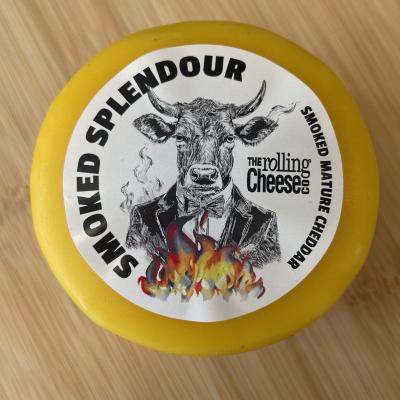 SMOKED SPLENDOUR
THE rolling
Cheese CO
SMOKED MATURE CHEDDAR